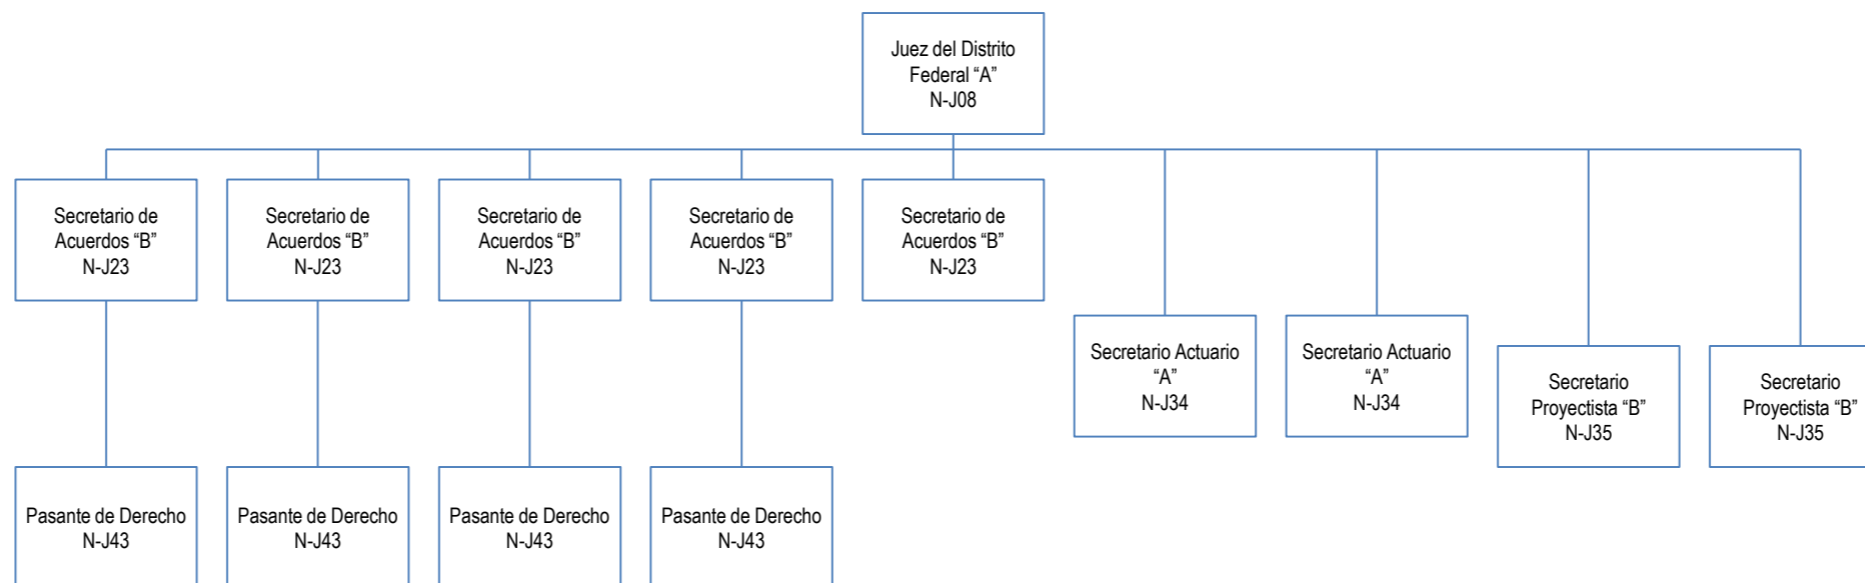 Juez del Distrito
Federal “A”
N-J08
Secretario de
Acuerdos “B”
N-J23
Secretario de
Acuerdos “B”
N-J23
Secretario de
Acuerdos “B”
N-J23
Secretario de
Acuerdos “B”
N-J23
Secretario de
Acuerdos “B”
N-J23
Secretario Actuario
“A”
N-J34
Secretario Actuario
“A”
N-J34
Secretario
Proyectista “B”
N-J35
Secretario
Proyectista “B”
N-J35
Pasante de Derecho
N-J43
Pasante de Derecho
N-J43
Pasante de Derecho
N-J43
Pasante de Derecho
N-J43